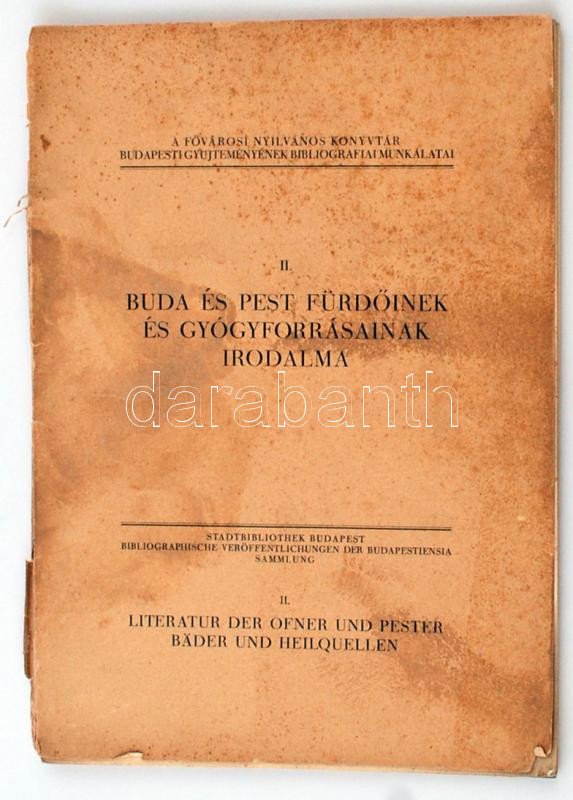 A FŐVÁROSI NYILVÁNOS KÖNYVTÁR
BUDAPESTI GYUJTEMÉNYÉNEK BIBLIOGRAFIAI MUNKÁLATAI
II.
BUDA ÉS PEST FÜRDŐINEK
ÉS GYÓGYFORRÁSAINAK
IRODALMA
darabanth
STADTBIBLIOTHEK BUDAPEST
BIBLIOGRAPHISCHE VERÖFFENTLICHUNGEN DER BUDAPESTIENSIA
SAMMLUNG
II.
LITERATUR DER OFNER UND PESTER
BÄDER UND HEILQUELLEN